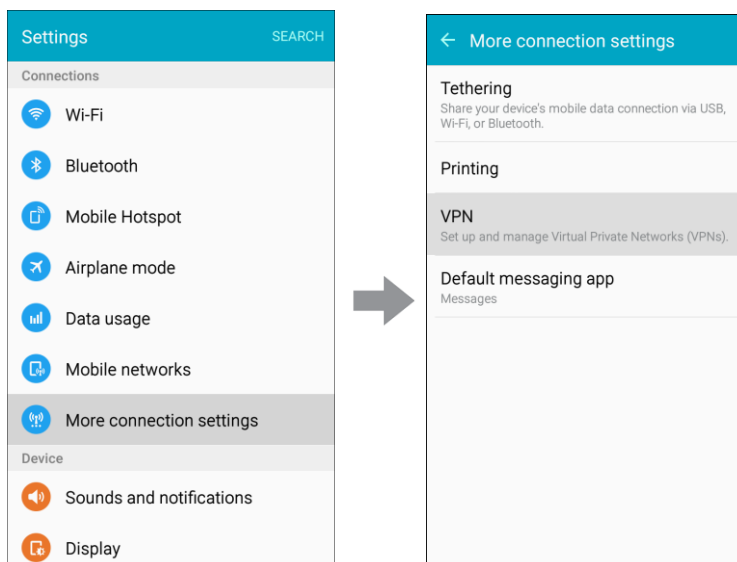 Settings
SEARCH
Connections
Wi-Fi
Bluetooth
Mobile Hotspot
Airplane mode
Data usage
Mobile networks
More connection settings
Device
Sounds and notifications
Display
More connection settings
Tethering
Share your device's mobile data connection via USB,
Wi-Fi, or Bluetooth.
Printing
VPN
Set up and manage Virtual Private Networks (VPNs).
Default messaging app
Messages